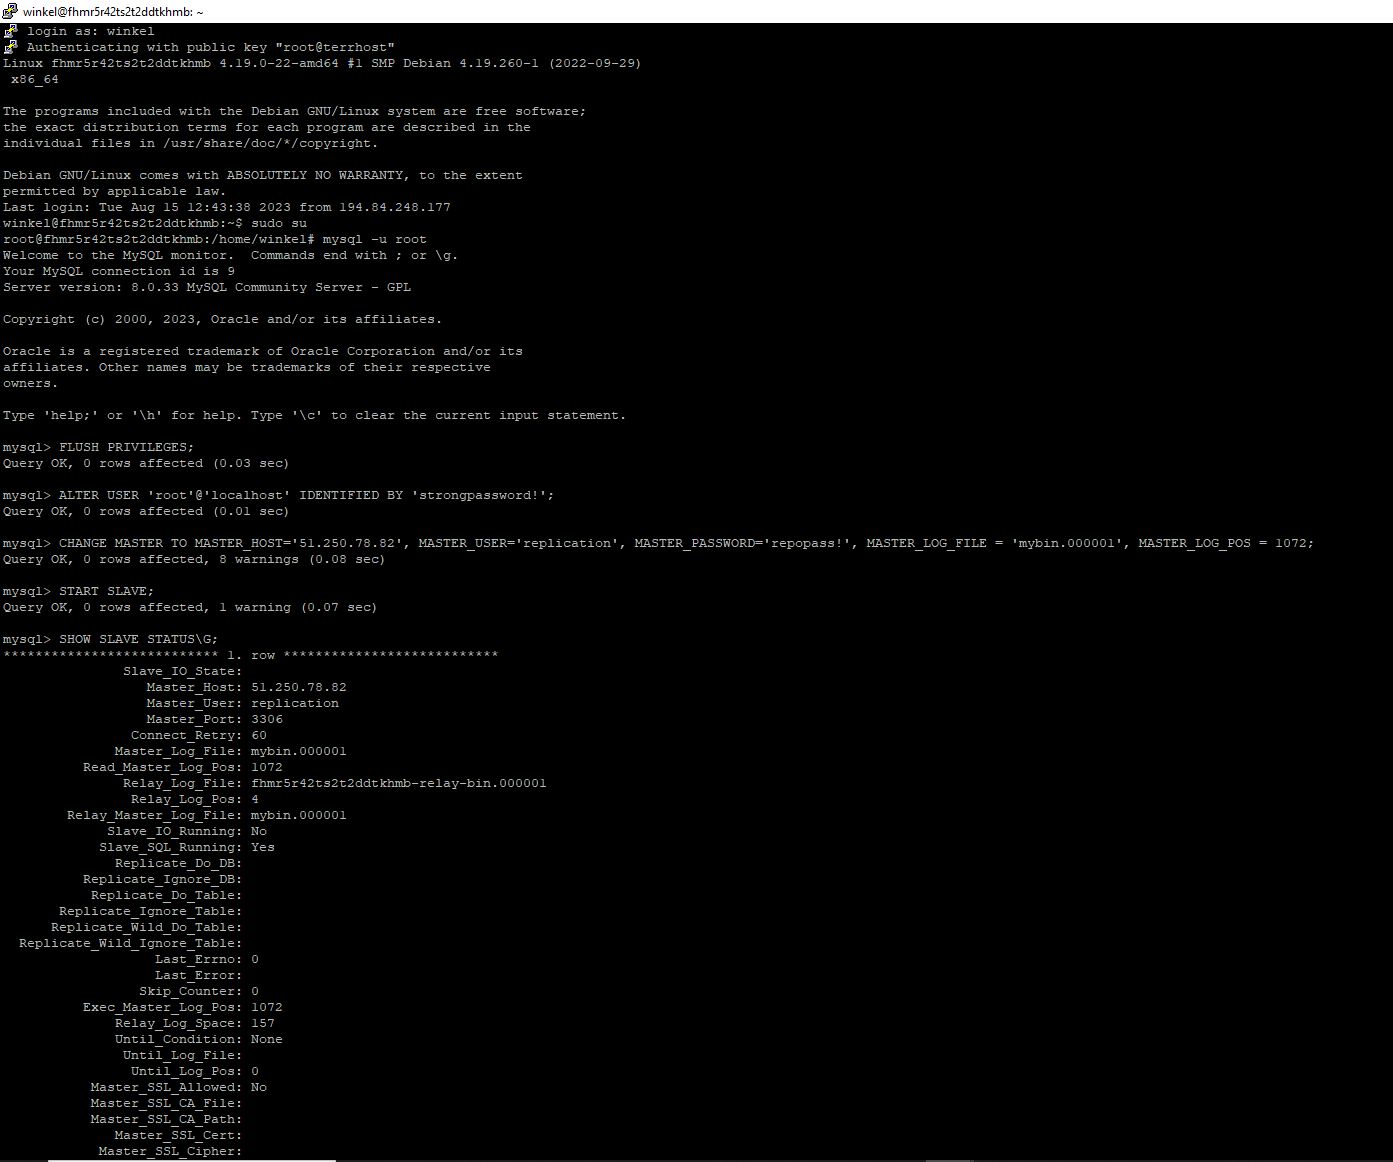 winkel@fhmr5r42ts2t2ddtkhmb: ~
login as: winkel
Authenticating with public key "root@terrhost"
Linux fhmr5r42ts2t2ddtkhmb 4.19.0-22-amd64 #1 SMP Debian 4.19.260-1 (2022-09-29)
x86_64
The programs included with the Debian GNU/Linux system are free software;
the exact distribution terms for each program are described in the
individual files in /usr/share/doc/*/copyright.
Debian GNU/Linux comes with ABSOLUTELY NO WARRANTY, to the extent
permitted by applicable law.
Last login: Tue Aug 15 12:43:38 2023 from 194.84.248.177
winkel@fhmr5r42ts2t2ddtkhmb:~$ sudo su
root@fhmr5r42ts2t2ddtkhmb:/home/winkel# mysql -u root
Welcome to the MySQL monitor.  Commands end with ; or \g.
Your MySQL connection id is 9
Server version: 8.0.33 MySQL Community Server - GPL
Copyright (c) 2000, 2023, Oracle and/or its affiliates.
Oracle is a registered trademark of Oracle Corporation and/or its
affiliates. Other names may be trademarks of their respective
owners.
Type 'help;' or '\h' for help. Type '\c' to clear the current input statement.
mysql> FLUSH PRIVILEGES;
Query OK, 0 rows affected (0.03 sec)
mysql> ALTER USER 'root'@'localhost' IDENTIFIED BY 'strongpassword!';
Query OK, 0 rows affected (0.01 sec)
mysql> CHANGE MASTER TO MASTER_HOST='51.250.78.82', MASTER_USER='replication', MASTER_PASSWORD='repopass!', MASTER_LOG_FILE = 'mybin.000001', MASTER_LOG_POS = 1072;
Query OK, 0 rows affected, 8 warnings (0.08 sec)
mysql> START SLAVE;
Query OK, 0 rows affected, 1 warning (0.07 sec)
mysql> SHOW SLAVE STATUS\G;
*************************** 1. row ***************************
Slave_IO_State:
Master_Host: 51.250.78.82
Master_User: replication
Master_Port: 3306
Connect_Retry: 60
Master_Log_File: mybin.000001
Read_Master_Log_Pos: 1072
Relay_Log_File: fhmr5r42ts2t2ddtkhmb-relay-bin.000001
Relay_Log_Pos: 4
Relay_Master_Log_File: mybin.000001
Slave_IO_Running: No
Slave_SQL_Running: Yes
Replicate_Do_DB:
Replicate_Ignore_DB:
Replicate_Do_Table:
Replicate_Ignore_Table:
Replicate_Wild_Do_Table:
Replicate_Wild_Ignore_Table:
Last_Errno: 0
Last_Error:
Skip_Counter: 0
Exec_Master_Log_Pos: 1072
Relay_Log_Space: 157
Until_Condition: None
Until_Log_File:
Until_Log_Pos: 0
Master_SSL_Allowed: No
Master_SSL_CA_File:
Master_SSL_CA_Path:
Master_SSL_Cert:
Master_SSL_Cipher: